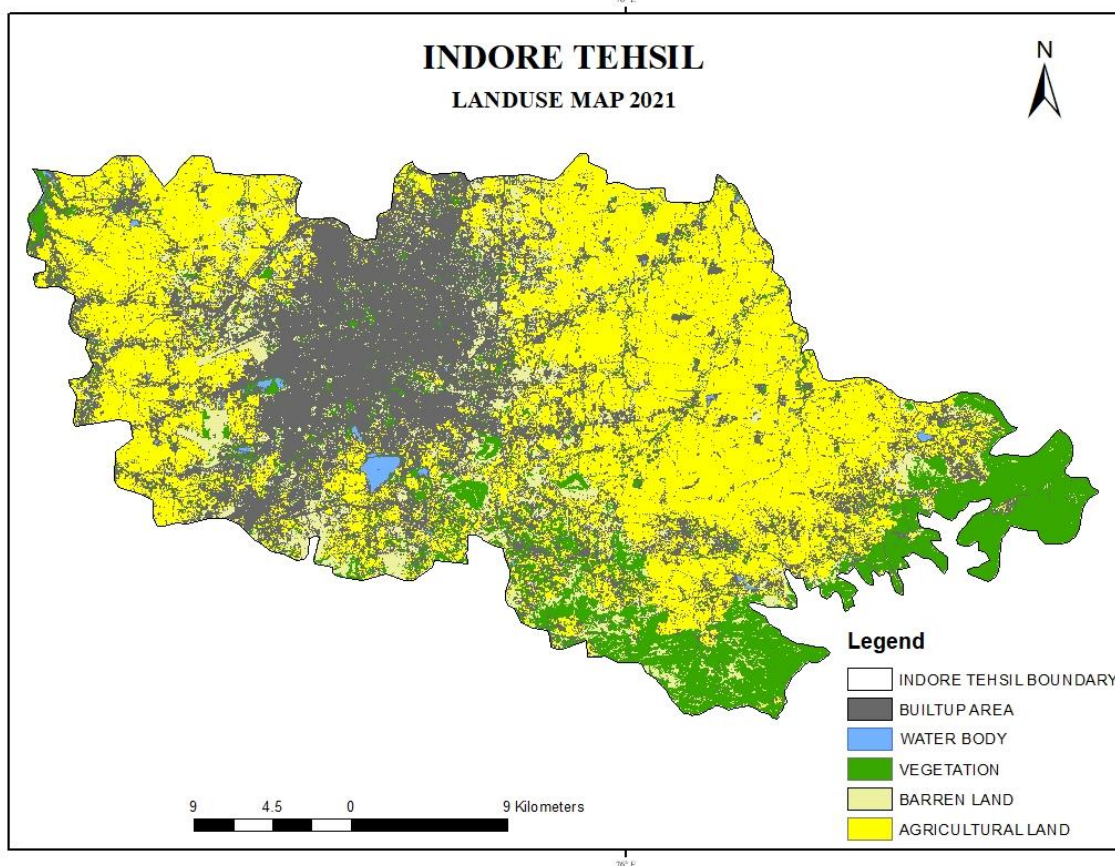 INDORE TEHSIL
LANDUSE MAP 2021
N
Legend
INDORE TEHSIL BOUNDARY
BUILTUP AREA
WATER BODY
VEGETATION
BARREN LAND
AGRICULTURAL LAND
9 4.5 0 9 Kilometers
76° E